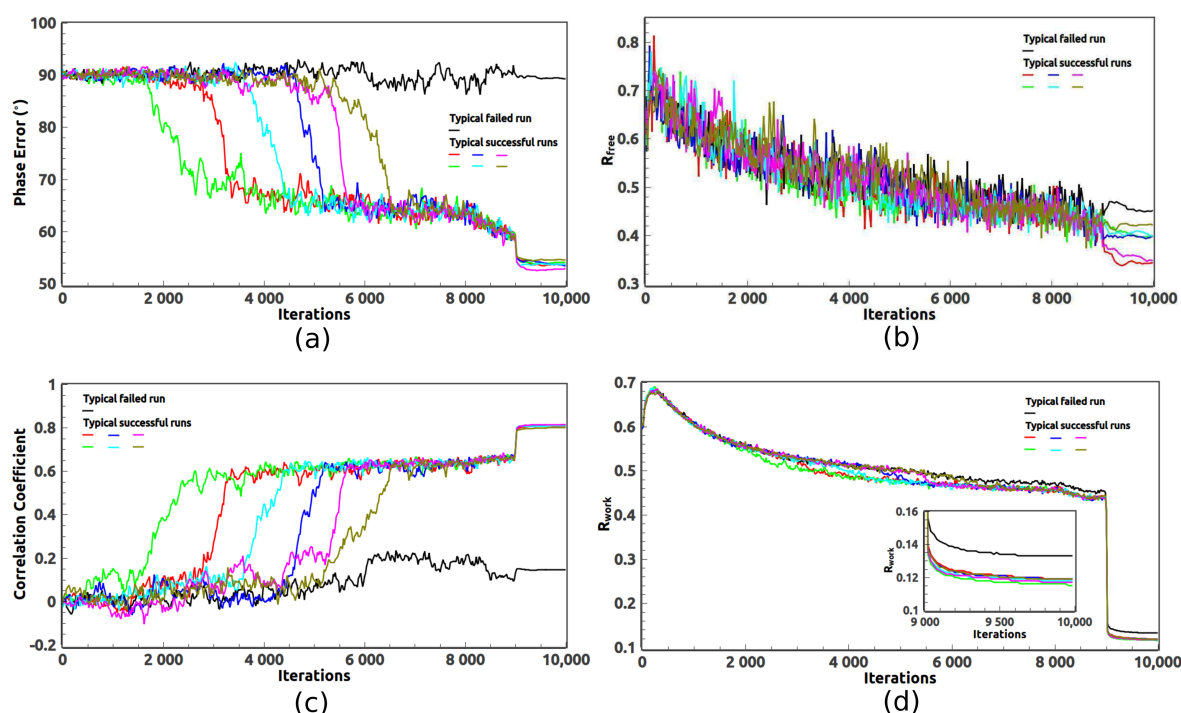 100
90
80
70
60
50
Phase Error (°)
Typical failed run
Typical successful runs
0
2 000
4 000
6 000
8 000
10,000
Iterations
(a)
0.8
0.7
0.6
0.5
0.4
0.3
Rfree
Typical failed run
Typical successful runs
0
2 000
4 000
6 000
8 000
10,000
Iterations
(b)
1
0.8
0.6
0.4
0.2
0
-0.2
Correlation Coefficient
Typical failed run
Typical successful runs
0
2 000
4 000
6 000
8 000
10,000
Iterations
(c)
0.7
0.6
0.5
0.4
0.3
0.2
0.1
Rwork
Typical failed run
Typical successful runs
0.16
0.14
0.12
0.1
Rwork
9 000
9 500
10,000
Iterations
0
2 000
4 000
6 000
8 000
10,000
Iterations
(d)